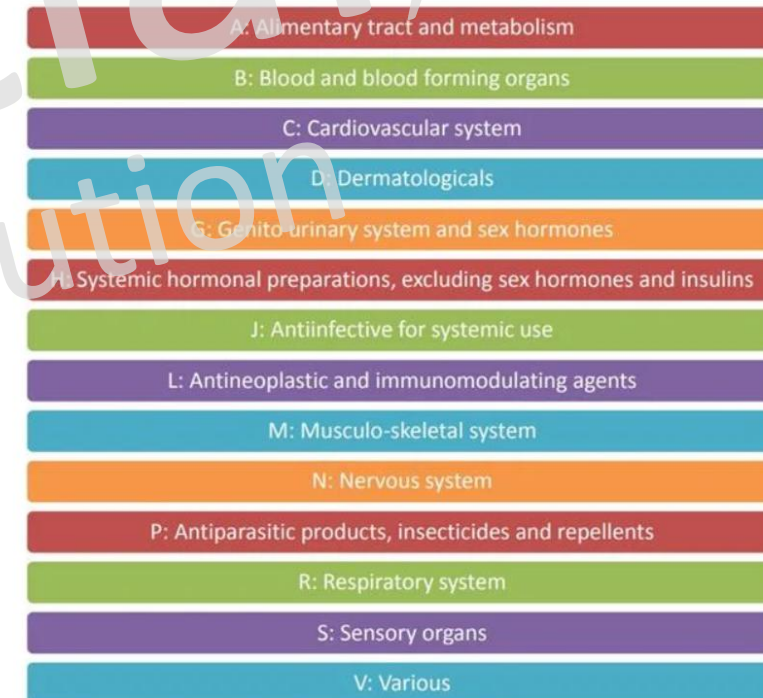 A: Alimentary tract and metabolism
B: Blood and blood forming organs
C: Cardiovascular system
D: Dermatologicals
G: Genito urinary system and sex hormones
H: Systemic hormonal preparations, excluding sex hormones and insulins
J: Antiinfective for systemic use
L: Antineoplastic and immunomodulating agents
M: Musculo-skeletal system
N: Nervous system
P: Antiparasitic products, insecticides and repellents
R: Respiratory system
S: Sensory organs
V: Various